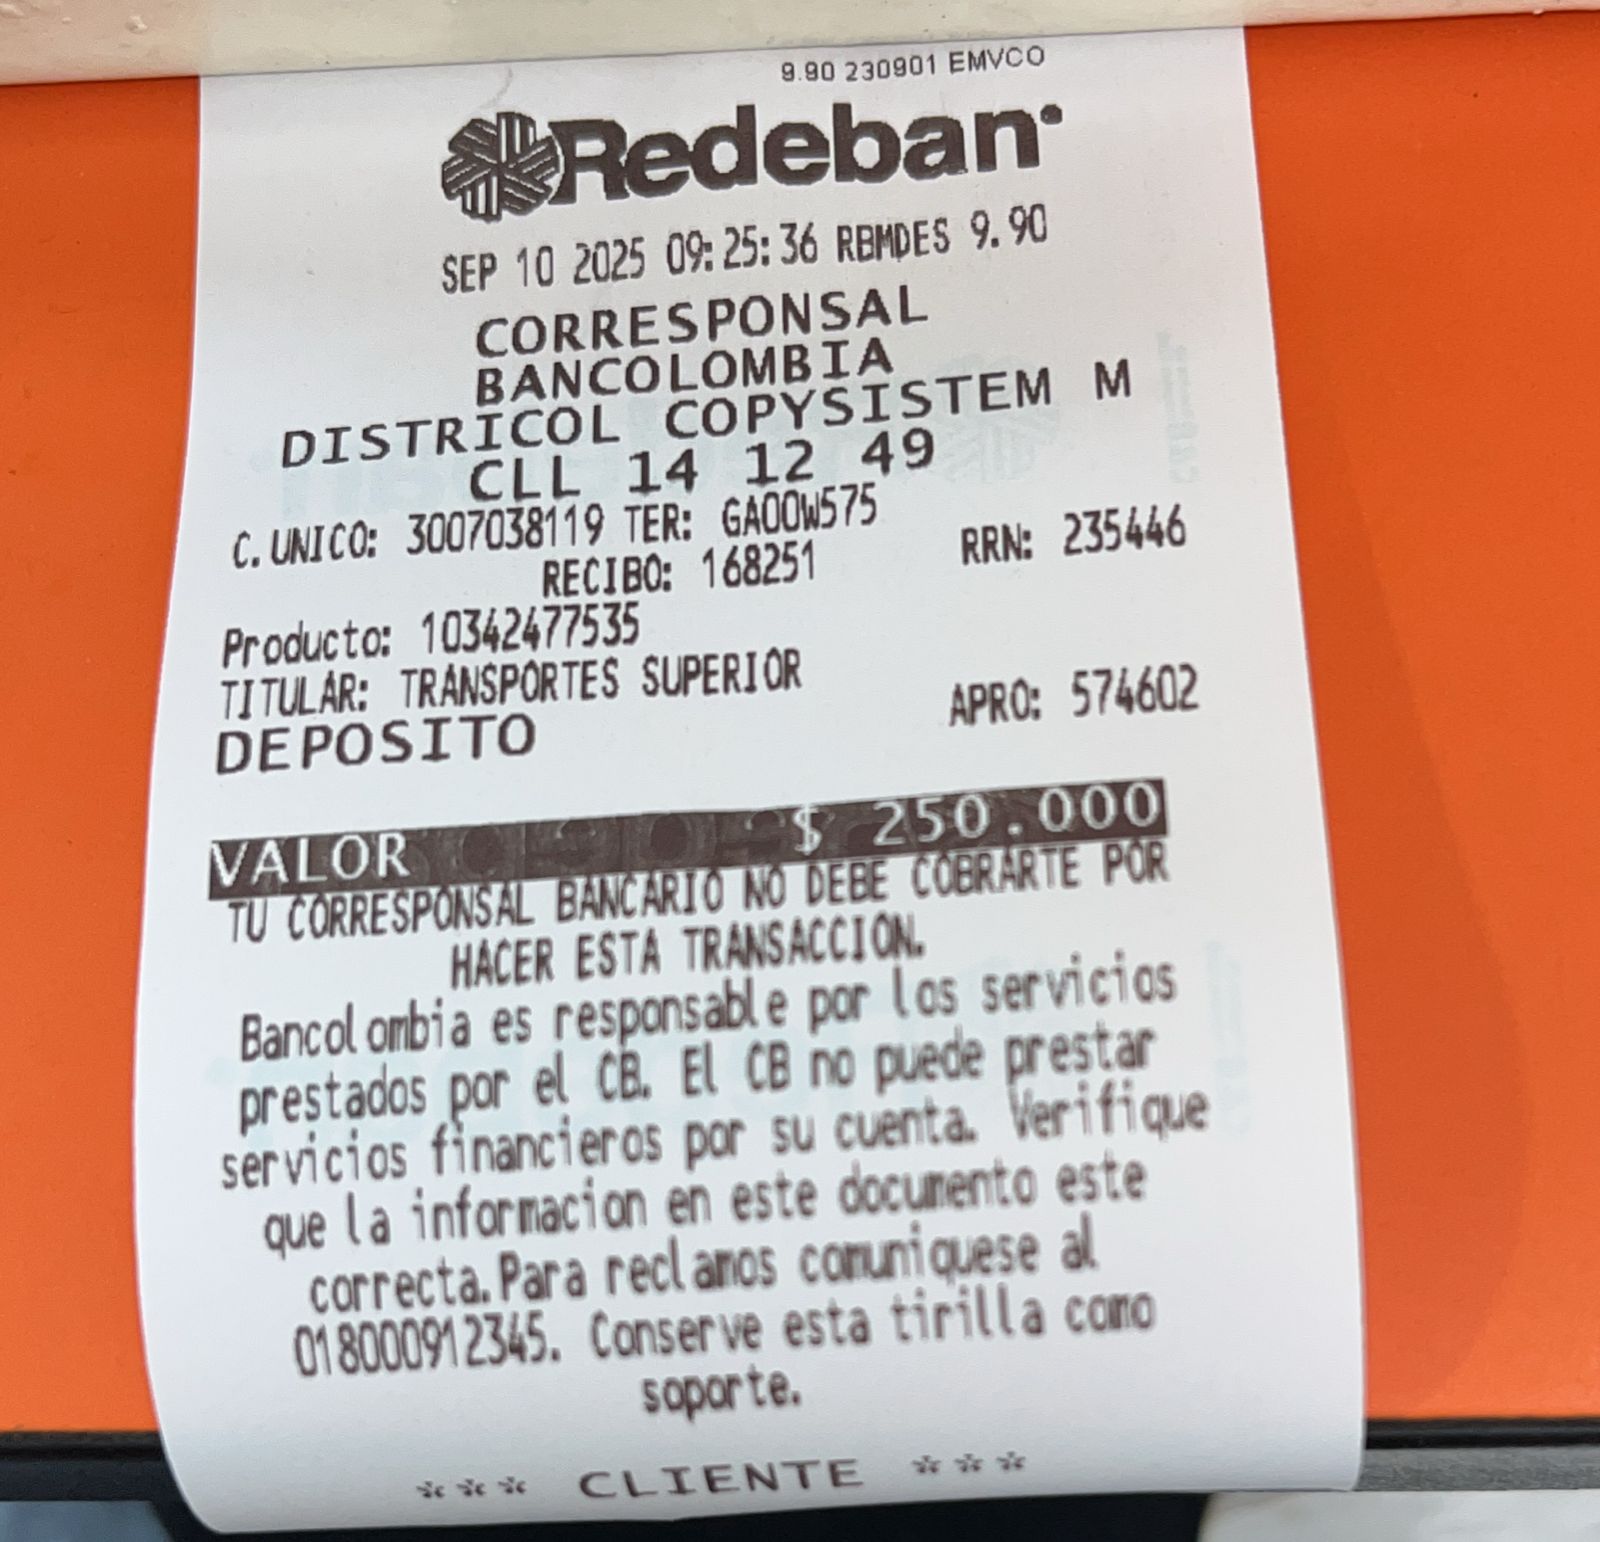 9.90 230901 EMVCO
Redeban
SEP 10 2025 09:25:36 RBMDES 9.90
CORRESPONSAL
BANCOLOMBIA
DISTRICOL COPYSISTEM M
CLL 14 12 49
C.UNICO: 3007038119 TER: GA00W575
RECIBO: 168251 RRN: 235446
Producto: 10342477535
TITULAR: TRANSPORTES SUPERIOR
DEPOSITO APRO: 574602
VALOR $ 250.000
TU CORRESPONSAL BANCARIO NO DEBE COBRARTE POR
HACER ESTA TRANSACCION.
Bancolombia es responsable por los servicios
prestados por el CB. El CB no puede prestar
servicios financieros por su cuenta. Verifique
que la informacion en este documento este
correcta.Para reclamos comuniquese al
018000912345. Conserve esta tirilla como
soporte.
*** CLIENTE ***